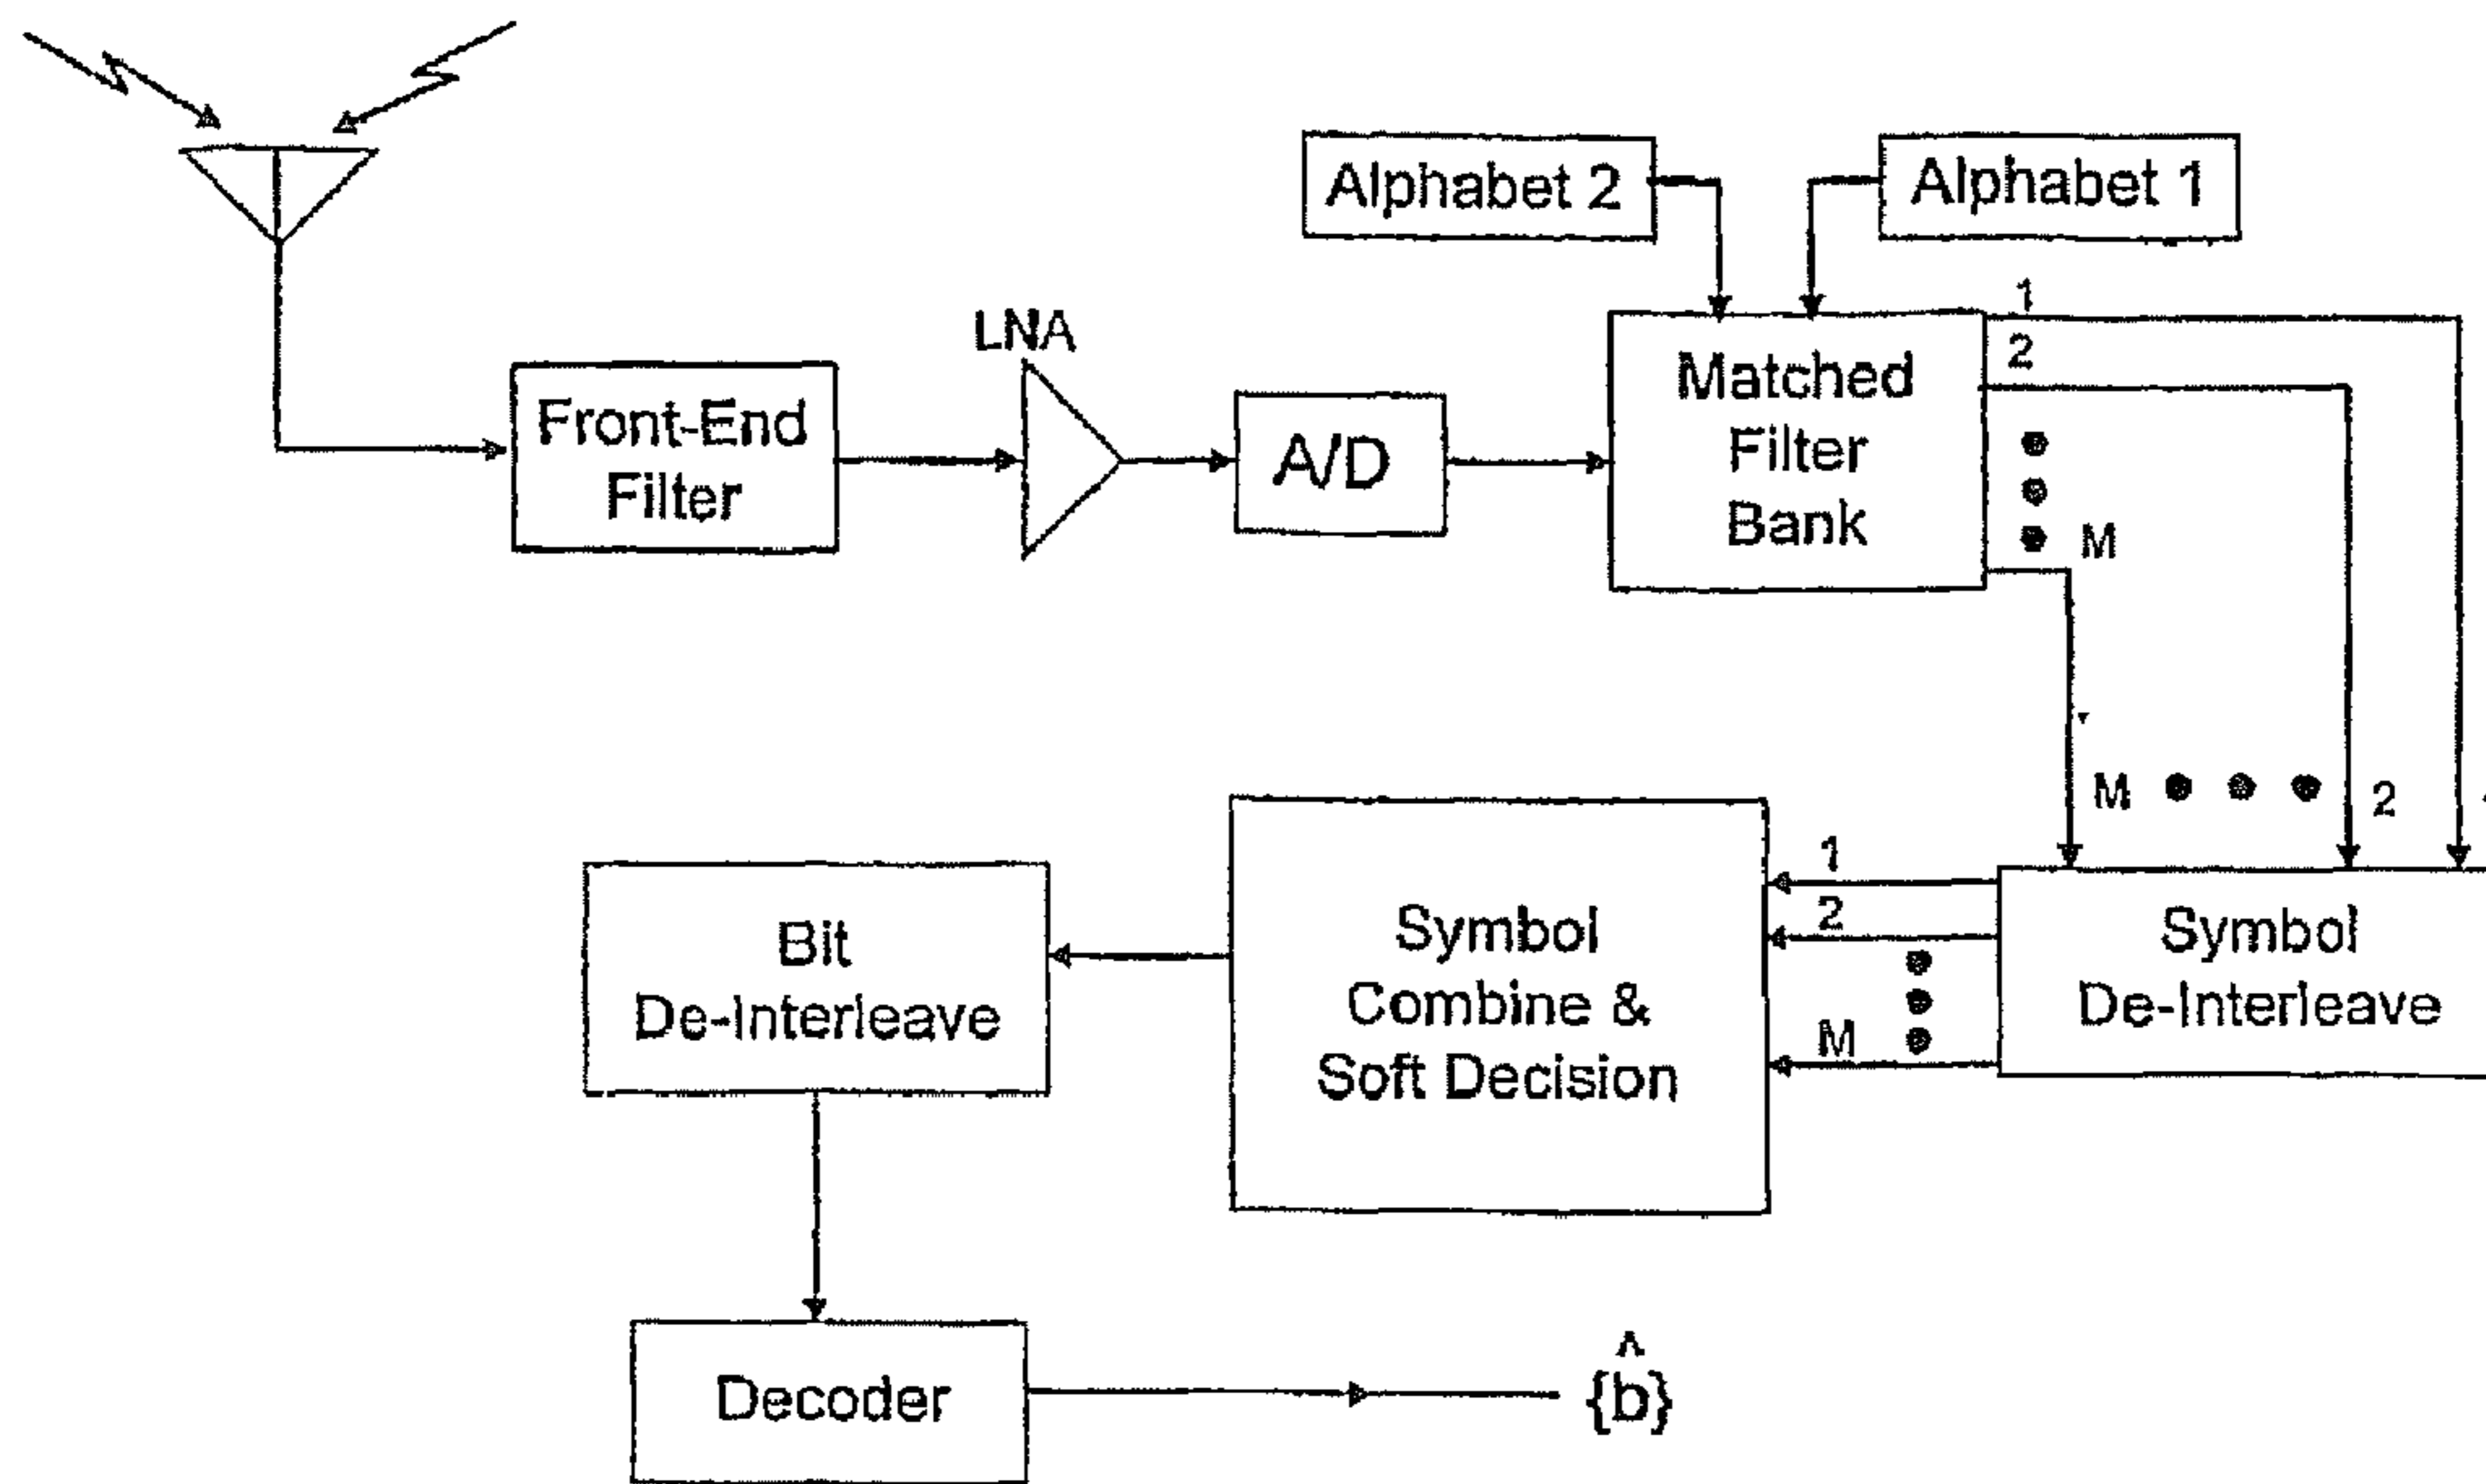 Alphabet 2
Alphabet 1
LNA
Front-End
Filter
A/D
Matched
Filter
Bank
1
2
M
M
2
1
2
M
Symbol
De-Interleave
Symbol
Combine &
Soft Decision
Bit
De-Interleave
Decoder
{b̂}